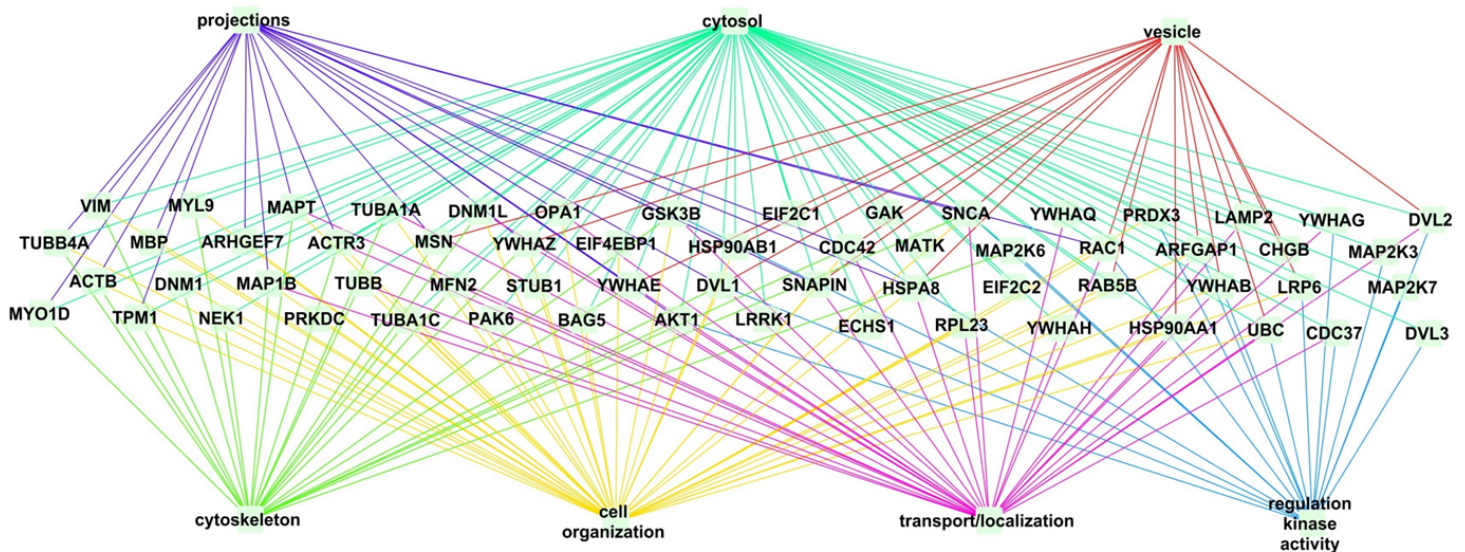 projections
cytosol
vesicle
VIM
MYL9
MAPT
TUBA1A
DNM1L
OPA1
GSK3B
EIF2C1
GAK
SNCA
YWHAQ
PRDX3
LAMP2
YWHAG
DVL2
TUBB4A
MBP
ARHGEF7
ACTR3
MSN
YWHAZ
EIF4EBP1
HSP90AB1
CDC42
MATK
MAP2K6
RAC1
ARFGAP1
CHGB
MAP2K3
ACTB
DNM1
MAP1B
TUBB
MFN2
STUB1
YWHAE
DVL1
SNAPIN
HSPA8
EIF2C2
RAB5B
YWHAB
LRP6
MAP2K7
MYO1D
TPM1
NEK1
PRKDC
TUBA1C
PAK6
BAG5
AKT1
LRRK1
ECHS1
RPL23
YWHAH
HSP90AA1
UBC
CDC37
DVL3
cytoskeleton
cell
organization
transport/localization
regulation
kinase
activity